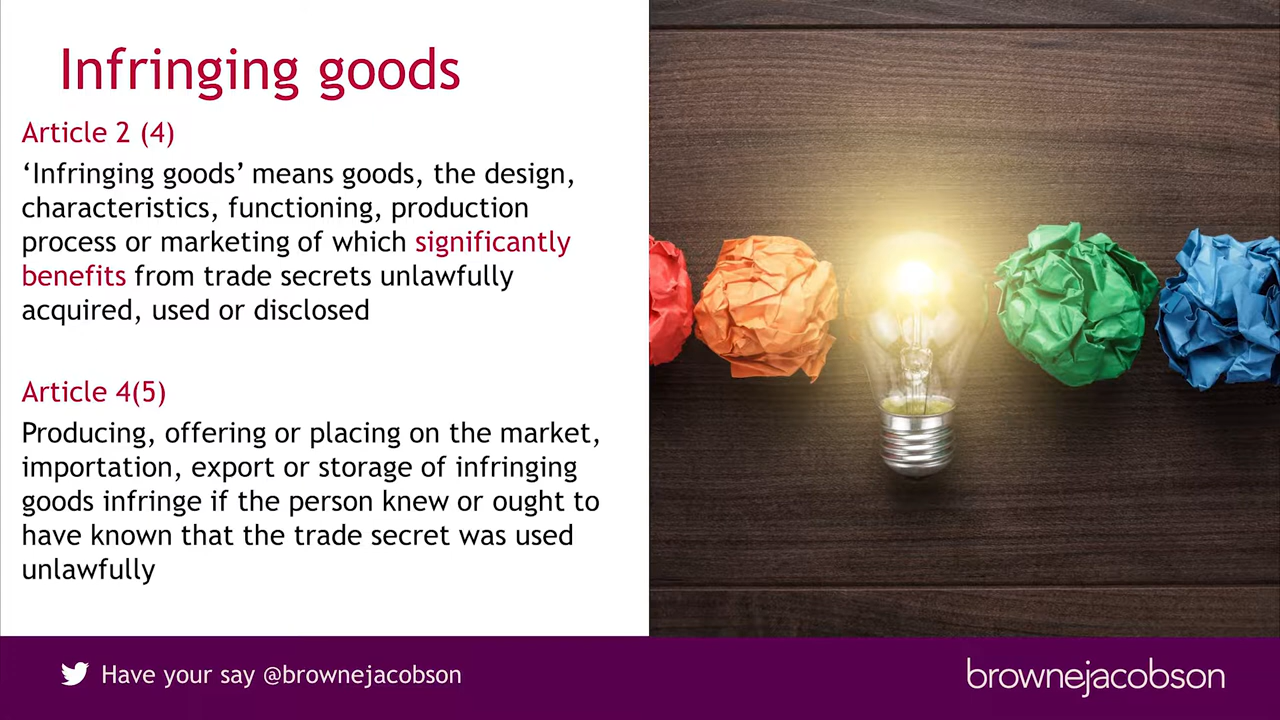 Infringing goods
Article 2 (4)
‘Infringing goods’ means goods, the design,
characteristics, functioning, production
process or marketing of which significantly
benefits from trade secrets unlawfully
acquired, used or disclosed
Article 4(5)
Producing, offering or placing on the market,
importation, export or storage of infringing
goods infringe if the person knew or ought to
have known that the trade secret was used
unlawfully
Have your say @brownejacobson
brownejacobson